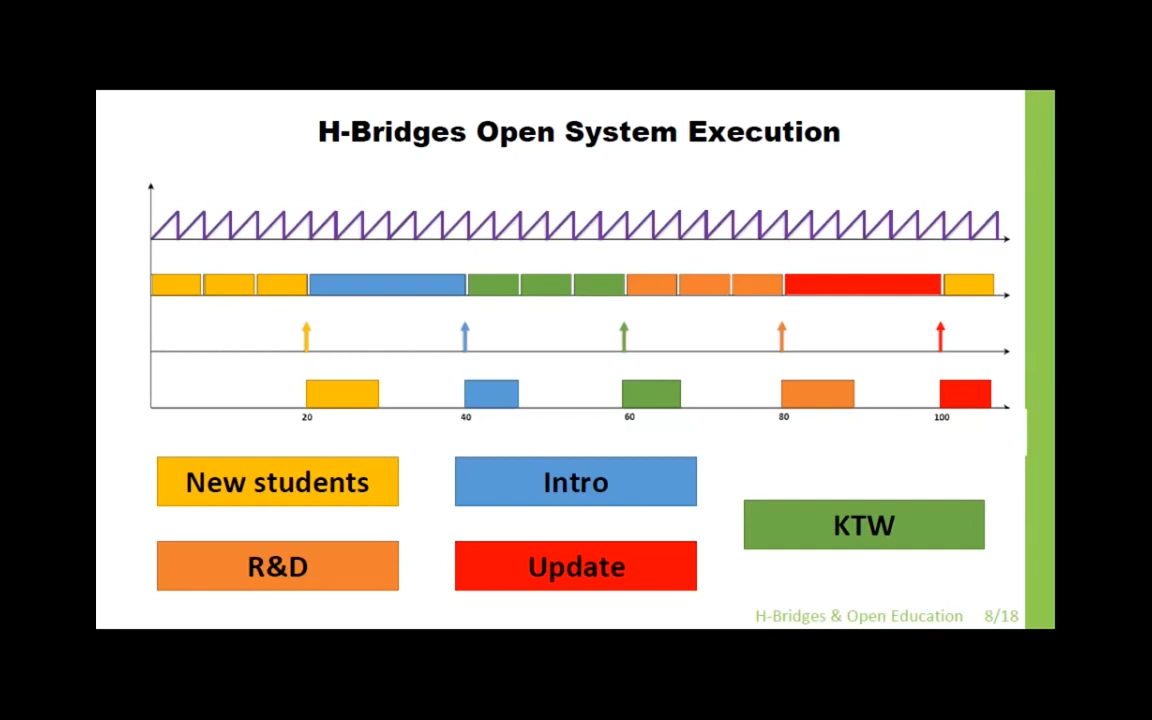 H-Bridges Open System Execution
20 40 60 80 100
New students
Intro
KTW
R&D
Update
H-Bridges & Open Education 8/18